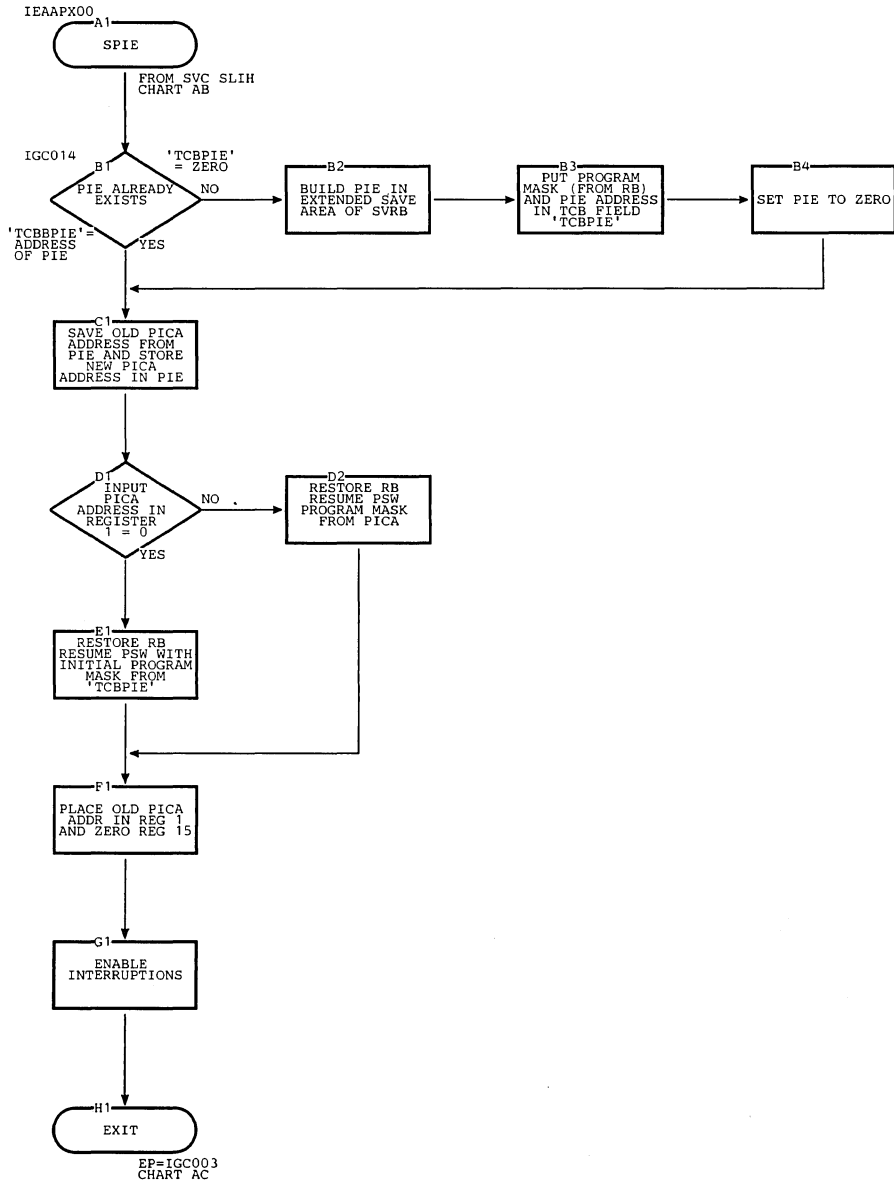 IEAAPX00
A1
SPIE
FROM SVC SLIH
CHART AB
IGC014
'TCBPIE'
= ZERO
B1
PIE ALREADY
EXISTS
NO
'TCBBPIE'=
ADDRESS
OF PIE
YES
B2
BUILD PIE IN
EXTENDED SAVE
AREA OF SVRB
B3
PUT PROGRAM
MASK (FROM RB)
AND PIE ADDRESS
IN TCB FIELD
'TCBPIE'
B4
SET PIE TO ZERO
C1
SAVE OLD PICA
ADDRESS FROM
PIE AND STORE
NEW PICA
ADDRESS IN PIE
D1
INPUT
PICA
ADDRESS IN
REGISTER
1 = 0
NO
YES
D2
RESTORE RB
RESUME PSW
PROGRAM MASK
FROM PICA
E1
RESTORE RB
RESUME PSW WITH
INITIAL PROGRAM
MASK FROM
'TCBPIE'
F1
PLACE OLD PICA
ADDR IN REG 1
AND ZERO REG 15
G1
ENABLE
INTERRUPTIONS
H1
EXIT
EP=IGC003
CHART AC